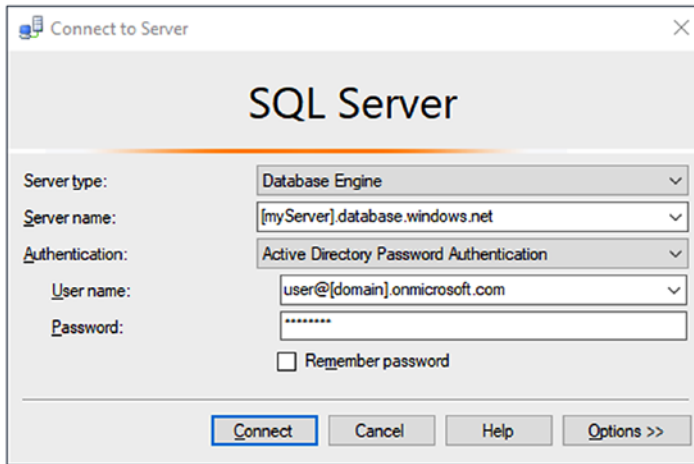 Connect to Server
SQL Server
Server type: Database Engine
Server name: [myServer].database.windows.net
Authentication: Active Directory Password Authentication
User name: user@[domain].onmicrosoft.com
Password: ********
Remember password
Connect Cancel Help Options >>